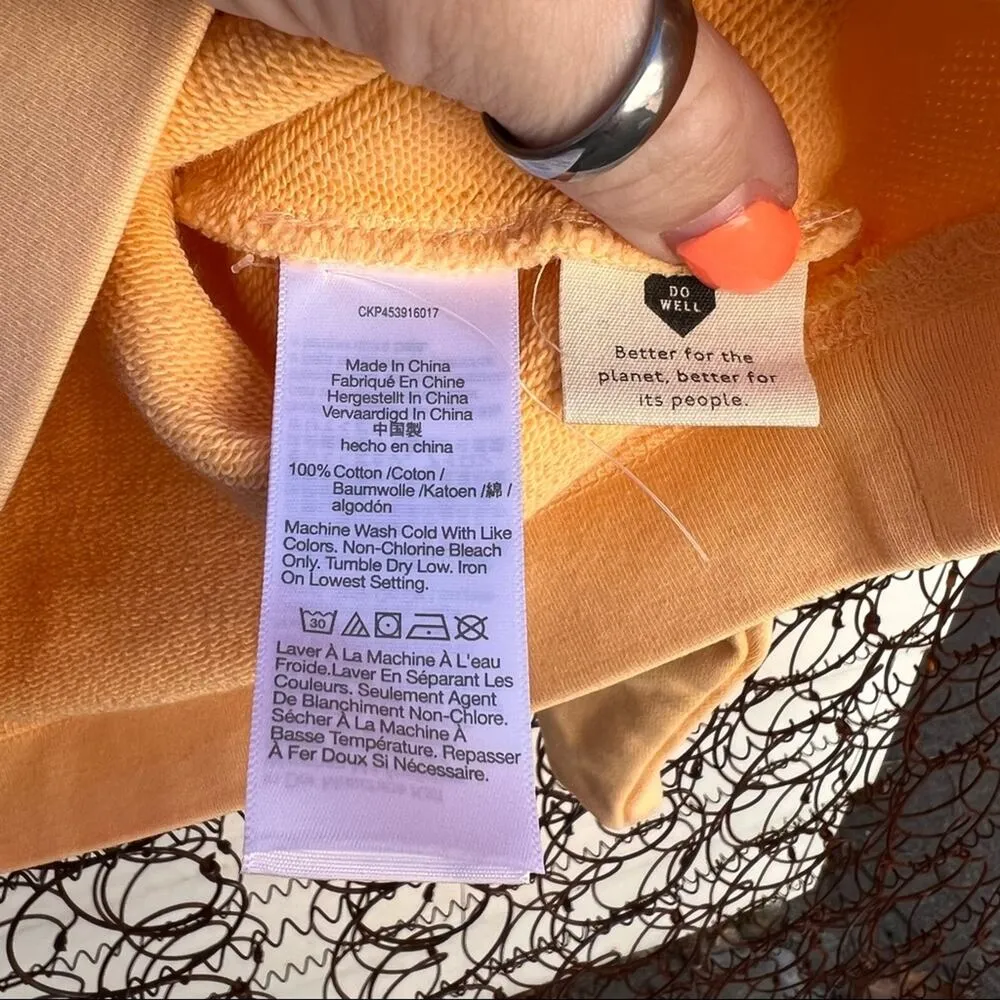 CKP453916017
Made In China
Fabriqué En Chine
Hergestellt In China
Vervaardigd In China
中国製
hecho en china
100% Cotton /Coton /
Baumwolle /Katoen /綿 /
algodón
Machine Wash Cold With Like
Colors. Non-Chlorine Bleach
Only. Tumble Dry Low. Iron
On Lowest Setting.
30
Laver À La Machine À L'eau
Froide.Laver En Séparant Les
Couleurs. Seulement Agent
De Blanchiment Non-Chlore.
Sécher À La Machine À
Basse Température. Repasser
À Fer Doux Si Nécessaire.
DO
WELL
Better for the
planet, better for
its people.